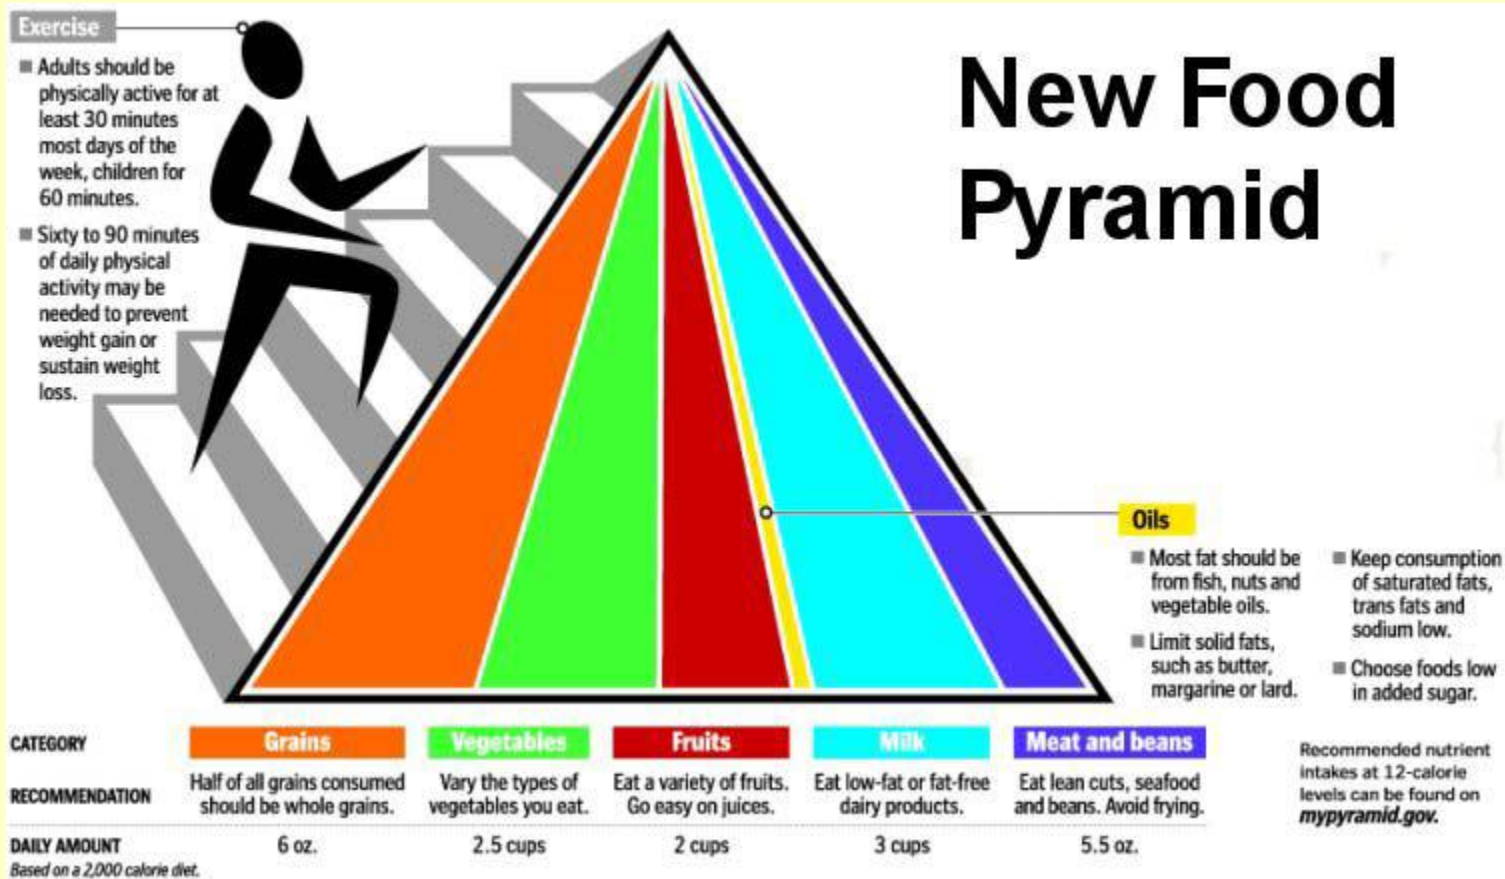 New Food
Pyramid
Exercise
Adults should be
physically active for at
least 30 minutes
most days of the
week, children for
60 minutes.
Sixty to 90 minutes
of daily physical
activity may be
needed to prevent
weight gain or
sustain weight
loss.
Oils
Most fat should be
from fish, nuts and
vegetable oils.
Limit solid fats,
such as butter,
margarine or lard.
Keep consumption
of saturated fats,
trans fats and
sodium low.
Choose foods low
in added sugar.
CATEGORY
Grains
Vegetables
Fruits
Milk
Meat and beans
RECOMMENDATION
Half of all grains consumed
should be whole grains.
Vary the types of
vegetables you eat.
Eat a variety of fruits.
Go easy on juices.
Eat low-fat or fat-free
dairy products.
Eat lean cuts, seafood
and beans. Avoid frying.
DAILY AMOUNT
Based on a 2,000 calorie diet.
6 oz.
2.5 cups
2 cups
3 cups
5.5 oz.
Recommended nutrient
intakes at 12-calorie
levels can be found on
mypyramid.gov.